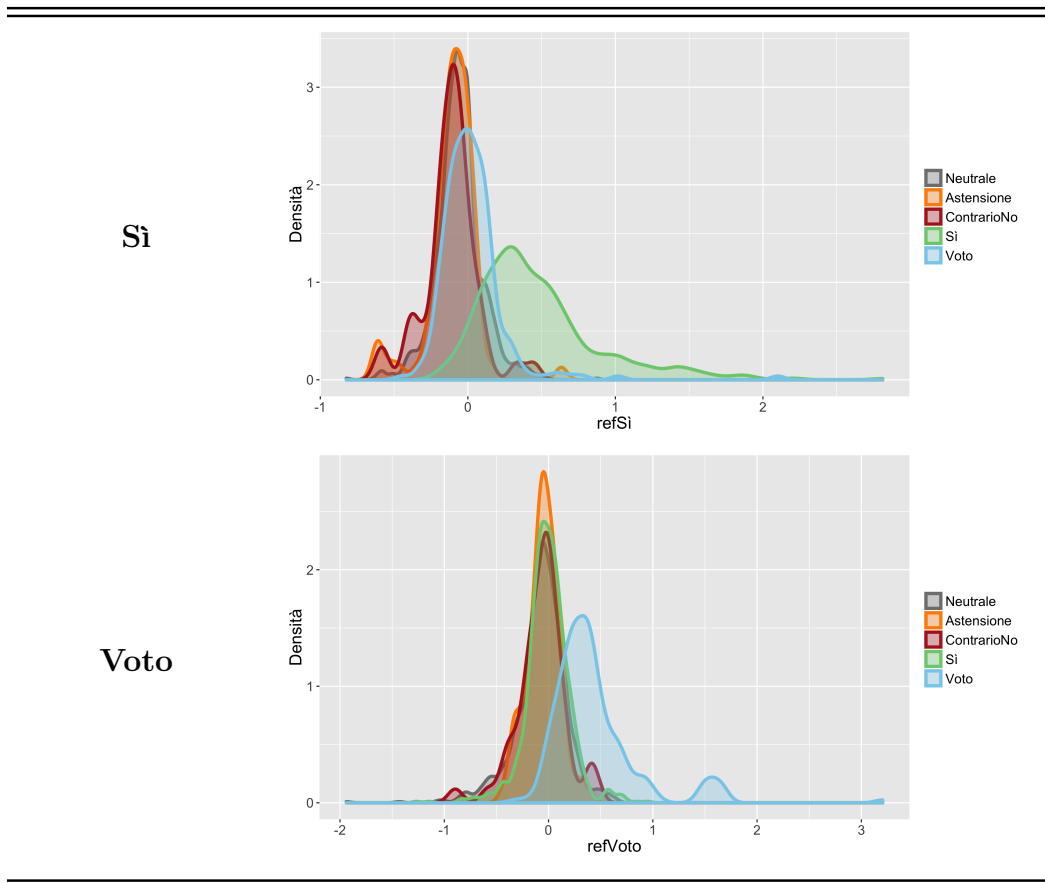 Sì
Densità
3
2
1
0
-1
0
1
2
refSì
Neutrale
Astensione
ContrarioNo
Sì
Voto
Voto
Densità
2
1
0
-2
-1
0
1
2
3
refVoto
Neutrale
Astensione
ContrarioNo
Sì
Voto